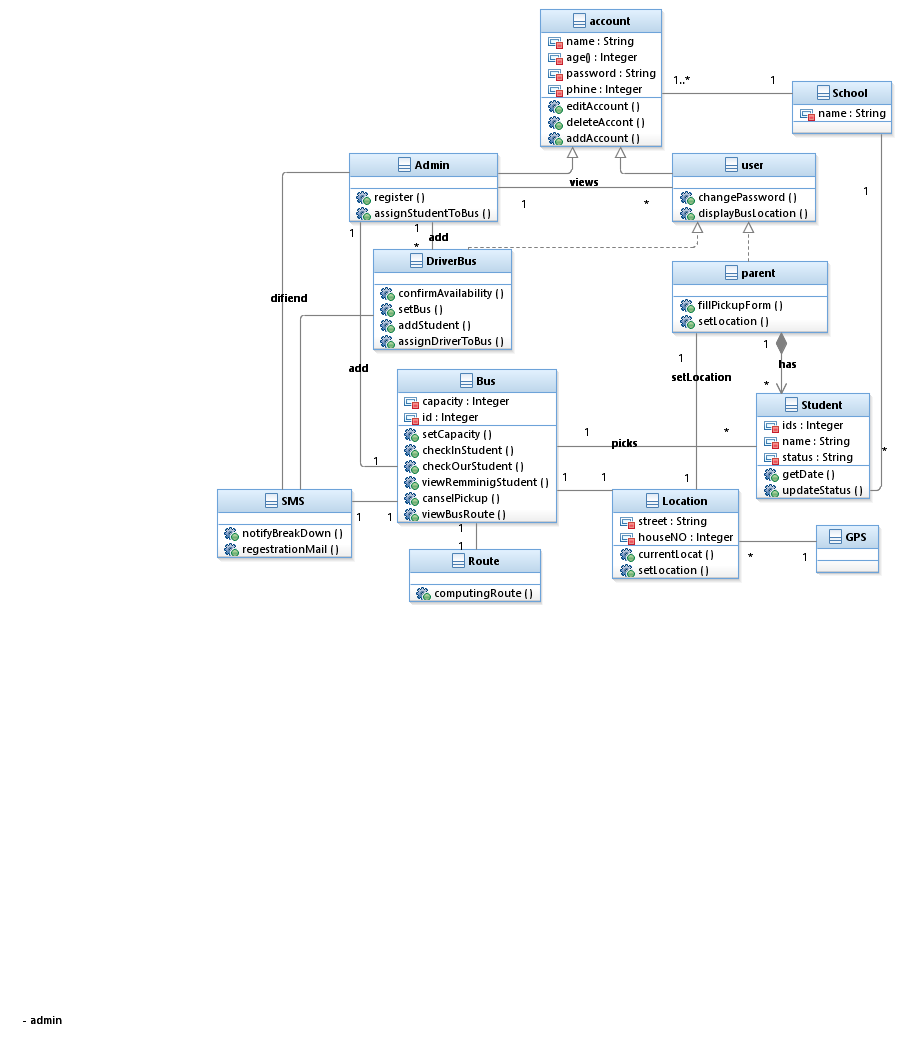 account
name : String
age() : Integer
password : String
phine : Integer
editAccount ( )
deleteAccont ( )
addAccount ( )
1..*
1
School
name : String
Admin
register ( )
assignStudentToBus ( )
views
1
*
user
changePassword ( )
displayBusLocation ( )
1
1
1
add
*
DriverBus
confirmAvailability ( )
setBus ( )
addStudent ( )
assignDriverToBus ( )
parent
fillPickupForm ( )
setLocation ( )
difiend
add
1
setLocation
1
has
*
Bus
capacity : Integer
id : Integer
setCapacity ( )
checkInStudent ( )
checkOurStudent ( )
viewRemminigStudent ( )
canselPickup ( )
viewBusRoute ( )
Student
ids : Integer
name : String
status : String
getDate ( )
updateStatus ( )
1
picks
*
*
1
1
1
1
SMS
notifyBreakDown ( )
regestrationMail ( )
1
1
Location
street : String
houseNO : Integer
currentLocat ( )
setLocation ( )
*
1
GPS
1
1
Route
computingRoute ( )
- admin